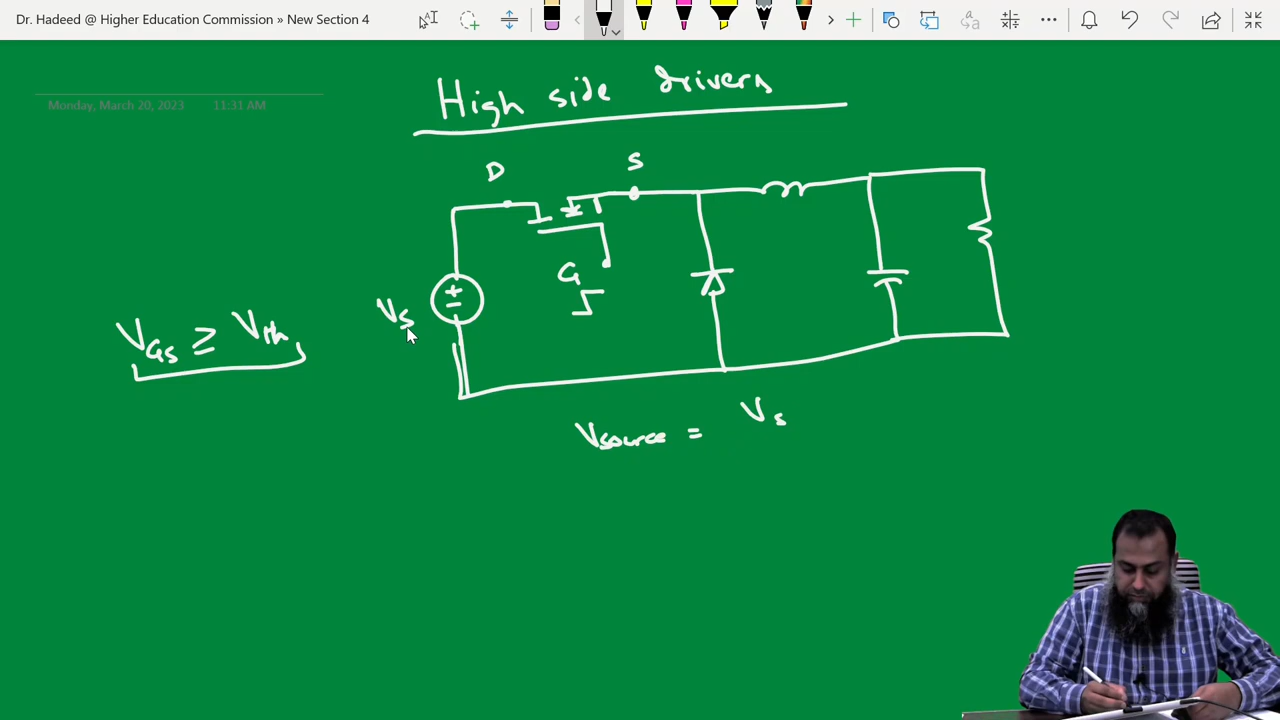 Dr. Hadeed @ Higher Education Commission » New Section 4
High side drivers
Monday, March 20, 2023 11:31 AM
D
S
G
Vs
VGS ≥ Vth
Vsource = Vs